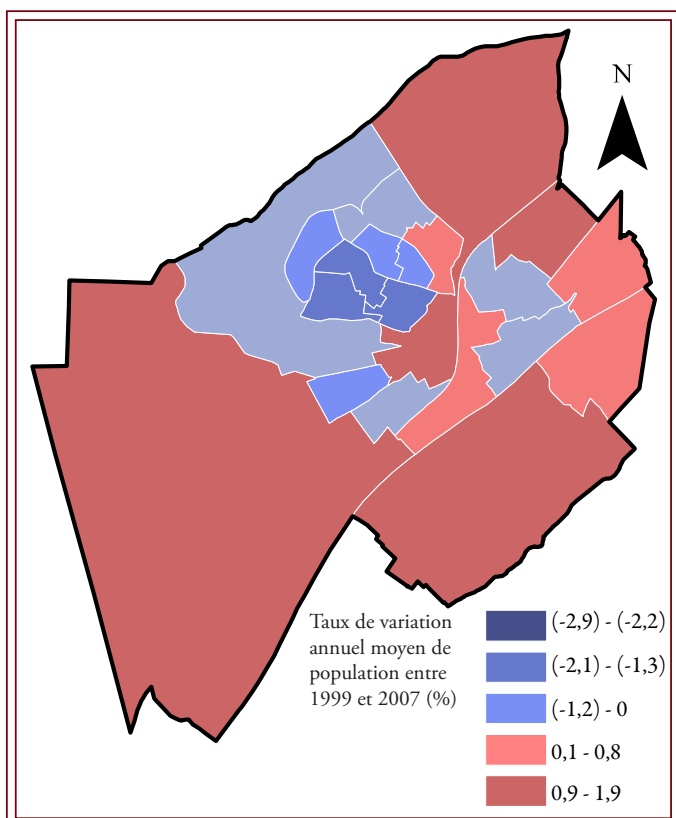 N
Taux de variation
annuel moyen de
population entre
1999 et 2007 (%)
(-2,9) - (-2,2)
(-2,1) - (-1,3)
(-1,2) - 0
0,1 - 0,8
0,9 - 1,9